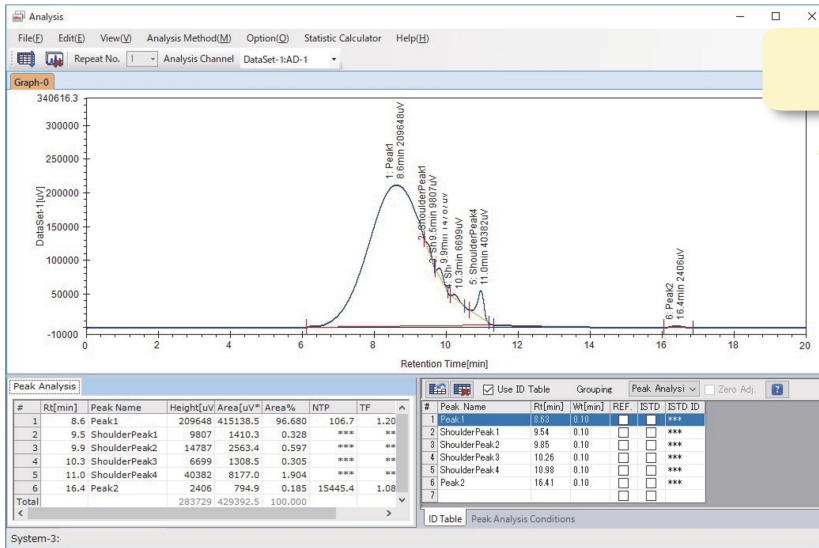 Analysis
File(F) Edit(E) View(V) Analysis Method(M) Option(O) Statistic Calculator Help(H)
Repeat No. 1 Analysis Channel DataSet-1:AD-1
Graph-0
340616.3
300000
250000
200000
150000
100000
50000
-10000
DataSet-1[uV]
0 2 4 6 8 10 12 14 16 18 20
Retention Time[min]
1: Peak1
8.6min 209648uV
2: ShoulderPeak1
9.5min 9807uV
10.3min 6699uV
5: ShoulderPeak4
11.0min 40382uV
6: Peak2
16.4min 2406uV
Peak Analysis
# Rt[min] Peak Name Height[uV Area[uV* Area% NTP TF
1 8.6 Peak1 209648 415138.5 96.680 106.7 1.20
2 9.5 ShoulderPeak1 9807 1410.3 0.328 *** **
3 9.9 ShoulderPeak2 14787 2563.4 0.597 *** **
4 10.3 ShoulderPeak3 6699 1308.5 0.305 *** **
5 11.0 ShoulderPeak4 40382 8177.0 1.904 *** **
6 16.4 Peak2 2406 794.9 0.185 15445.4 1.08
Total 283729 429392.5 100.000
Use ID Table Grouping Peak Analysi Zero Adj. ?
# Peak Name Rt[min] Wt[min] REF. ISTD ISTD ID
1 Peak1 8.63 0.10 ***
2 ShoulderPeak1 9.54 0.10 ***
3 ShoulderPeak2 9.85 0.10 ***
4 ShoulderPeak3 10.26 0.10 ***
5 ShoulderPeak4 10.98 0.10 ***
6 Peak2 16.41 0.10 ***
7
ID Table Peak Analysis Conditions
System-3: